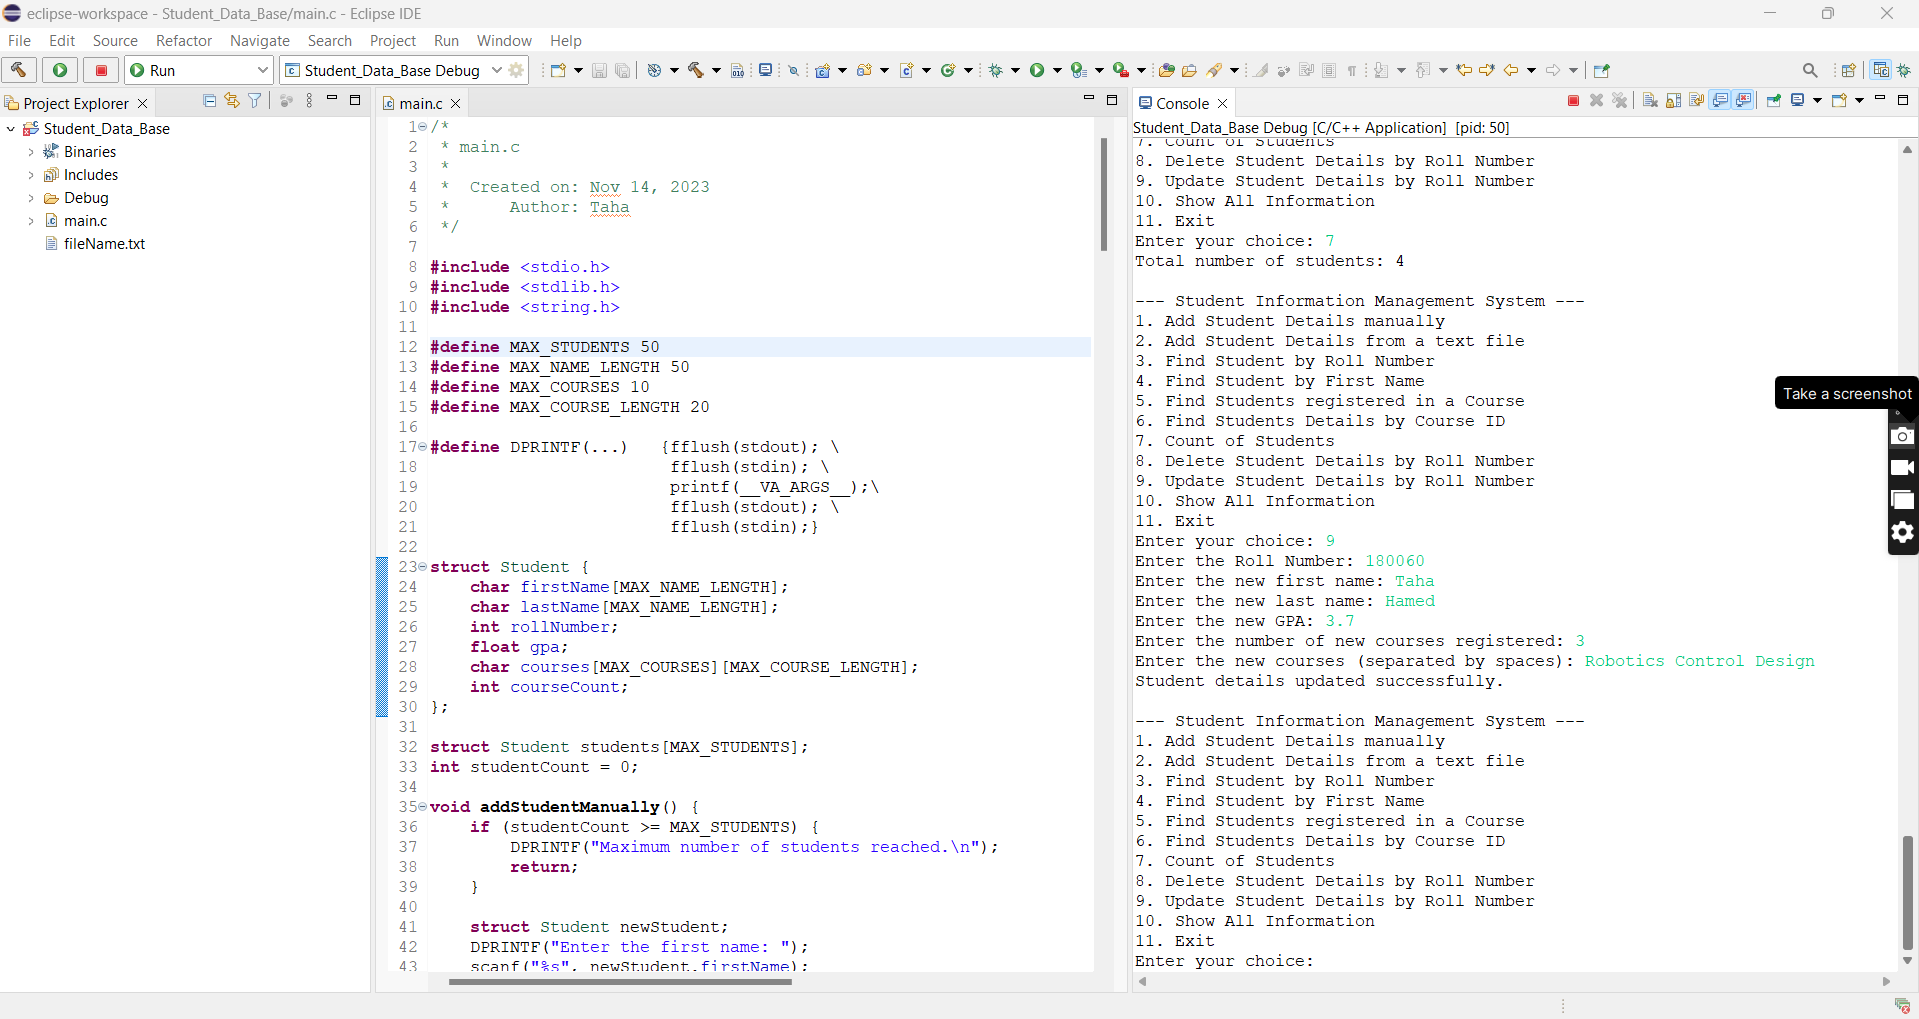 eclipse-workspace - Student_Data_Base/main.c - Eclipse IDE
File Edit Source Refactor Navigate Search Project Run Window Help
Run Student_Data_Base Debug
Project Explorer
Student_Data_Base
Binaries
Includes
Debug
main.c
fileName.txt
main.c
1 /*
2  * main.c
3  *
4  *  Created on: Nov 14, 2023
5  *      Author: Taha
6  */
7
8 #include <stdio.h>
9 #include <stdlib.h>
10 #include <string.h>
11
12 #define MAX_STUDENTS 50
13 #define MAX_NAME_LENGTH 50
14 #define MAX_COURSES 10
15 #define MAX_COURSE_LENGTH 20
16
17 #define DPRINTF(...)   {fflush(stdout); \
18                         fflush(stdin); \
19                         printf(__VA_ARGS__);\
20                         fflush(stdout); \
21                         fflush(stdin);}
22
23 struct Student {
24     char firstName[MAX_NAME_LENGTH];
25     char lastName[MAX_NAME_LENGTH];
26     int rollNumber;
27     float gpa;
28     char courses[MAX_COURSES][MAX_COURSE_LENGTH];
29     int courseCount;
30 };
31
32 struct Student students[MAX_STUDENTS];
33 int studentCount = 0;
34
35 void addStudentManually() {
36     if (studentCount >= MAX_STUDENTS) {
37         DPRINTF("Maximum number of students reached.\n");
38         return;
39     }
40
41     struct Student newStudent;
42     DPRINTF("Enter the first name: ");
43     scanf("%s", newStudent.firstName);
Console
Student_Data_Base Debug [C/C++ Application] [pid: 50]
7. Count of Students
8. Delete Student Details by Roll Number
9. Update Student Details by Roll Number
10. Show All Information
11. Exit
Enter your choice: 7
Total number of students: 4
--- Student Information Management System ---
1. Add Student Details manually
2. Add Student Details from a text file
3. Find Student by Roll Number
4. Find Student by First Name
5. Find Students registered in a Course
6. Find Students Details by Course ID
7. Count of Students
8. Delete Student Details by Roll Number
9. Update Student Details by Roll Number
10. Show All Information
11. Exit
Enter your choice: 9
Enter the Roll Number: 180060
Enter the new first name: Taha
Enter the new last name: Hamed
Enter the new GPA: 3.7
Enter the number of new courses registered: 3
Enter the new courses (separated by spaces): Robotics Control Design
Student details updated successfully.
--- Student Information Management System ---
1. Add Student Details manually
2. Add Student Details from a text file
3. Find Student by Roll Number
4. Find Student by First Name
5. Find Students registered in a Course
6. Find Students Details by Course ID
7. Count of Students
8. Delete Student Details by Roll Number
9. Update Student Details by Roll Number
10. Show All Information
11. Exit
Enter your choice:
Take a screenshot